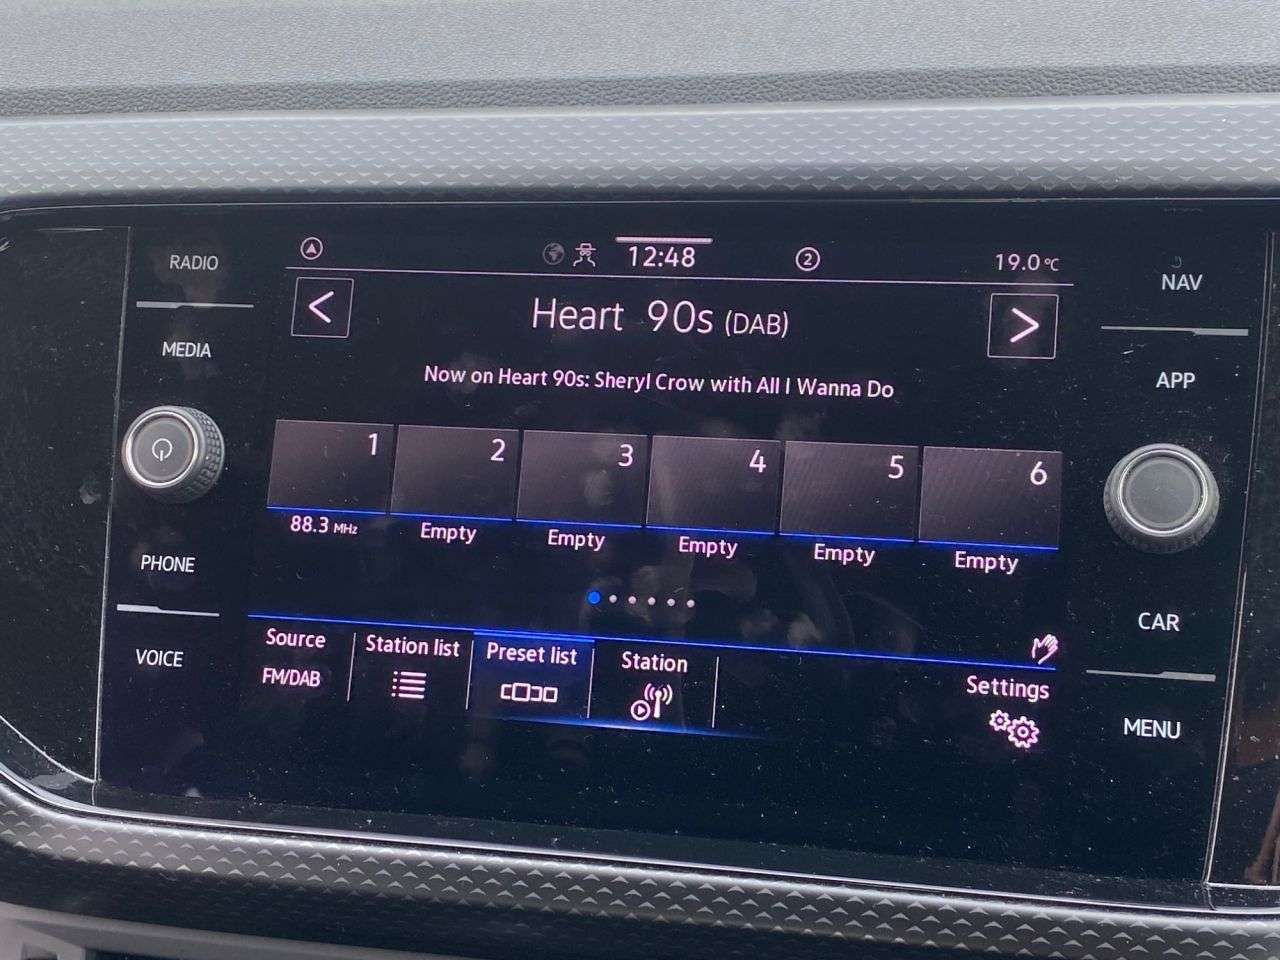 RADIO
MEDIA
PHONE
VOICE
12:48
2
19.0°C
< Heart 90s (DAB) >
Now on Heart 90s: Sheryl Crow with All I Wanna Do
1 2 3 4 5 6
88.3 MHz Empty Empty Empty Empty Empty
Source
FM/DAB
Station list
Preset list
Station
Settings
NAV
APP
CAR
MENU